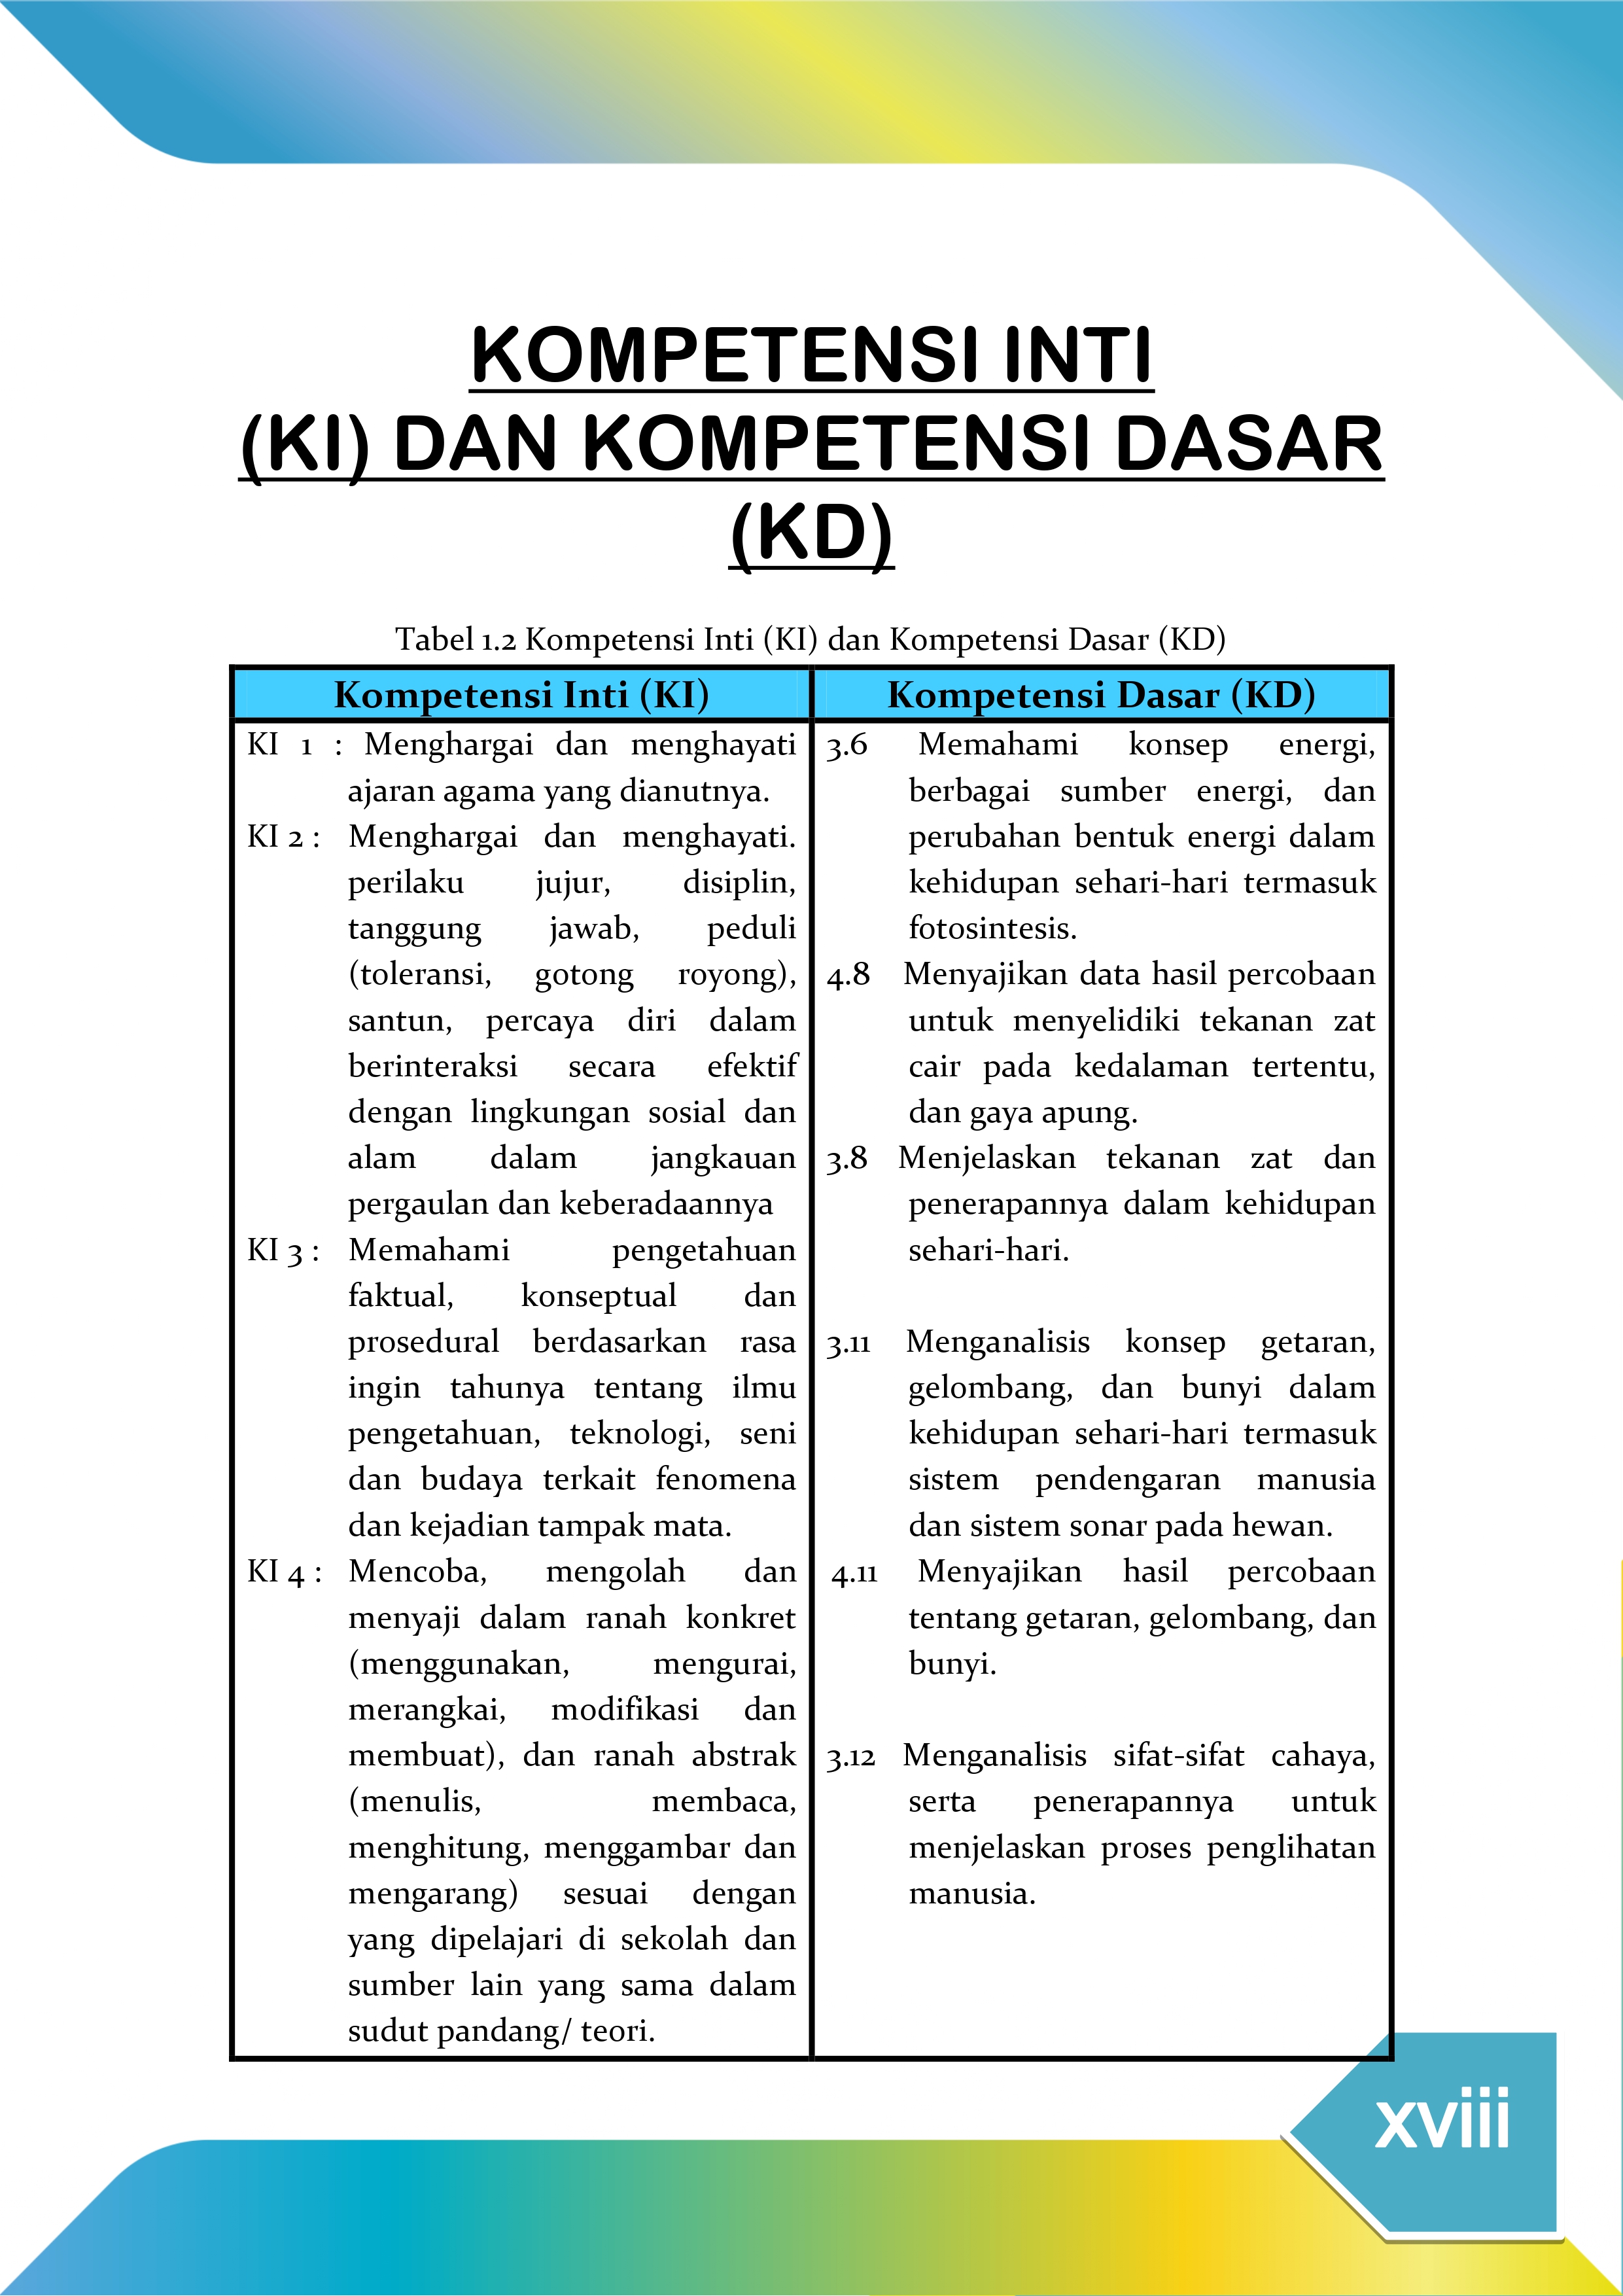 KOMPETENSI INTI
(KI) DAN KOMPETENSI DASAR
(KD)
Tabel 1.2 Kompetensi Inti (KI) dan Kompetensi Dasar (KD)
Kompetensi Inti (KI)
KI 1 : Menghargai dan menghayati
ajaran agama yang dianutnya.
KI 2 : Menghargai dan menghayati.
perilaku jujur, disiplin,
tanggung jawab, peduli
(toleransi, gotong royong),
santun, percaya diri dalam
berinteraksi secara efektif
dengan lingkungan sosial dan
alam dalam jangkauan
pergaulan dan keberadaannya
KI 3 : Memahami pengetahuan
faktual, konseptual dan
prosedural berdasarkan rasa
ingin tahunya tentang ilmu
pengetahuan, teknologi, seni
dan budaya terkait fenomena
dan kejadian tampak mata.
KI 4 : Mencoba, mengolah dan
menyaji dalam ranah konkret
(menggunakan, mengurai,
merangkai, modifikasi dan
membuat), dan ranah abstrak
(menulis, membaca,
menghitung, menggambar dan
mengarang) sesuai dengan
yang dipelajari di sekolah dan
sumber lain yang sama dalam
sudut pandang/ teori.
Kompetensi Dasar (KD)
3.6 Memahami konsep energi,
berbagai sumber energi, dan
perubahan bentuk energi dalam
kehidupan sehari-hari termasuk
fotosintesis.
4.8 Menyajikan data hasil percobaan
untuk menyelidiki tekanan zat
cair pada kedalaman tertentu,
dan gaya apung.
3.8 Menjelaskan tekanan zat dan
penerapannya dalam kehidupan
sehari-hari.
3.11 Menganalisis konsep getaran,
gelombang, dan bunyi dalam
kehidupan sehari-hari termasuk
sistem pendengaran manusia
dan sistem sonar pada hewan.
4.11 Menyajikan hasil percobaan
tentang getaran, gelombang, dan
bunyi.
3.12 Menganalisis sifat-sifat cahaya,
serta penerapannya untuk
menjelaskan proses penglihatan
manusia.
xviii